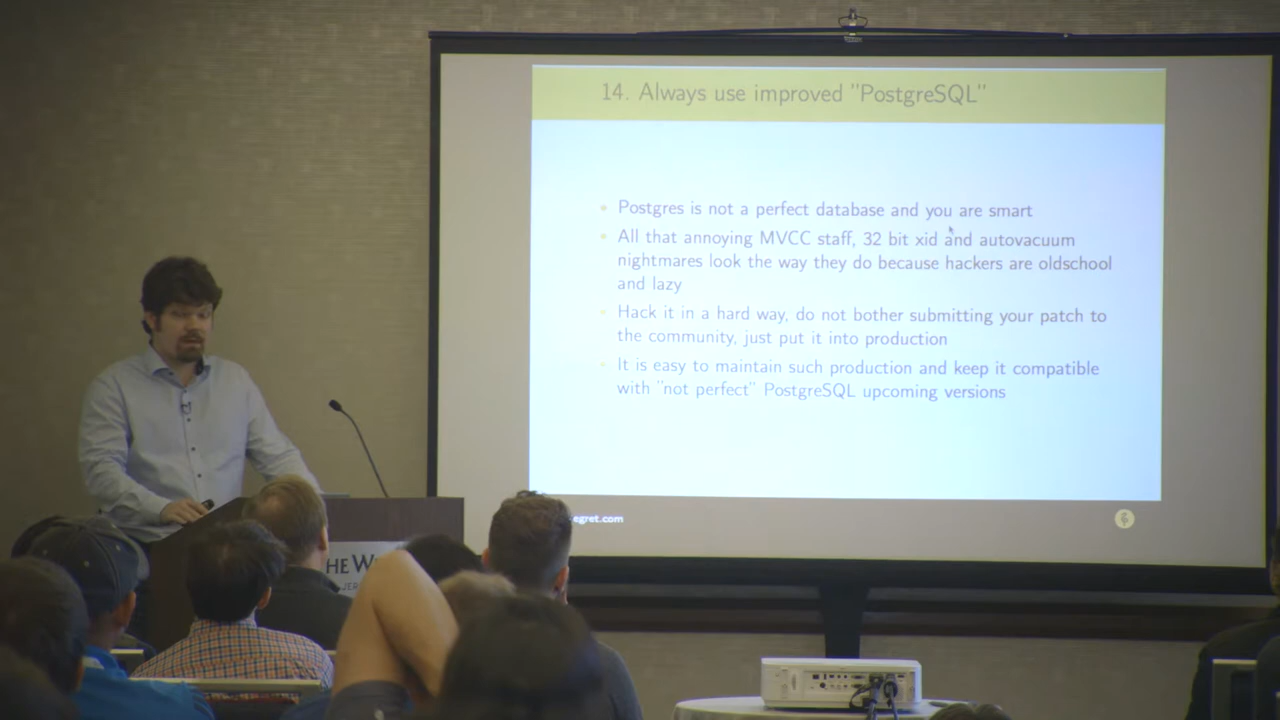 14. Always use improved "PostgreSQL"
Postgres is not a perfect database and you are smart
All that annoying MVCC staff, 32 bit xid and autovacuum
nightmares look the way they do because hackers are oldschool
and lazy
Hack it in a hard way, do not bother submitting your patch to
the community, just put it into production
It is easy to maintain such production and keep it compatible
with "not perfect" PostgreSQL upcoming versions
egret.com
HE W
JER